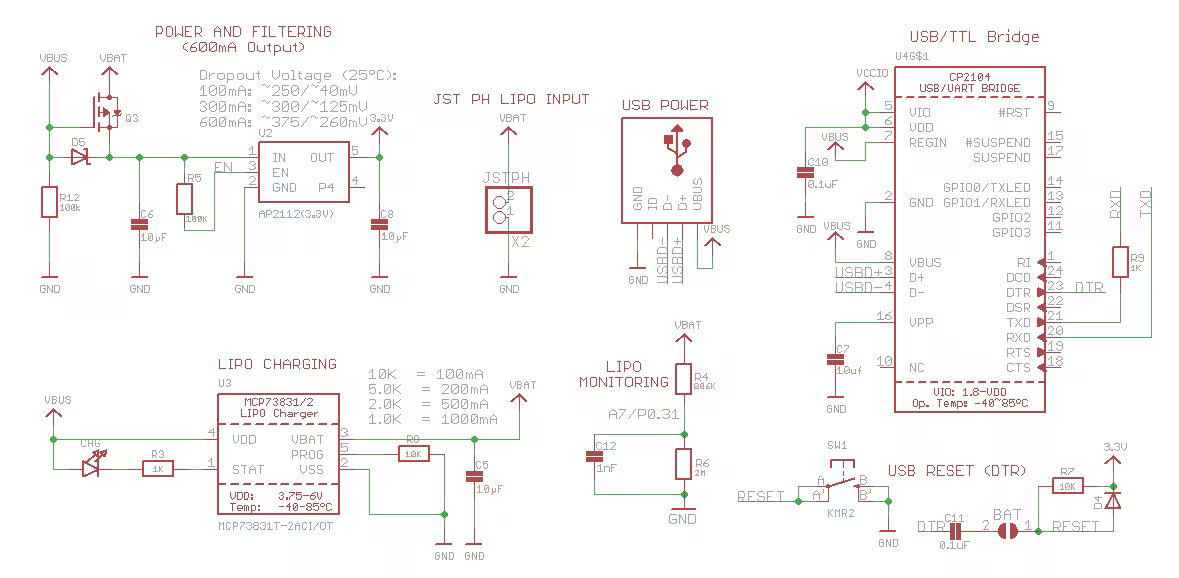 POWER AND FILTERING
(600mA Output)
VBUS
VBAT
Dropout Voltage (25°C):
100mA: ~250/~40mV
300mA: ~300/~125mV
600mA: ~375/~260mV
3.3V
Q3
D5
U2
1 IN OUT 5
3 EN
2 GND P4 4
AP2112(3.3V)
EN
R5
100K
R12
100k
C6
10µF
C8
10µF
GND
GND
GND
GND
JST PH LIPO INPUT
VBAT
JSTPH
2
1
X2
GND
USB POWER
GND
ID
D-
D+
VBUS
VBUS
USBD-
USBD+
GND
USB/TTL Bridge
U4G$1
CP2104
USB/UART BRIDGE
VCCIO
5 VIO #RST 9
6 VDD
7 REGIN #SUSPEND 15
SUSPEND 17
VBUS
C10
0.1uF
GND
GPIO0/TXLED 14
2 GND GPIO1/RXLED 13
GPIO2 12
GPIO3 11
GND
VBUS
8 VBUS RI 1
USBD+ 3 D+ DCD 24
USBD- 4 D- DTR 23 DTR
DSR 22
16 VPP TXD 21
RXD 20
RTS 19
10 NC CTS 18
RXD
TXD
R9
1K
C7
10uf
GND
VIO: 1.8-VDD
Op. Temp: -40~85°C
LIPO CHARGING
U3
10K = 100mA
5.0K = 200mA
2.0K = 500mA
1.0K = 1000mA
VBUS
VBAT
MCP73831/2
LIPO Charger
4 VDD VBAT 3
PROG 5
1 STAT VSS 2
VDD: 3.75-6V
Temp: -40-85°C
MCP73831T-2ACI/OT
CHG
R3
1K
10K
C5
10µF
GND
GND
LIPO
MONITORING
VBAT
R4
806K
A7/P0.31
C12
1nF
R6
2M
GND
SW1
A B
A' B'
KMR2
RESET
GND
USB RESET (DTR)
3.3V
R7
10K
D4
DTR
C11
0.1uF
BAT
2 1
RESET